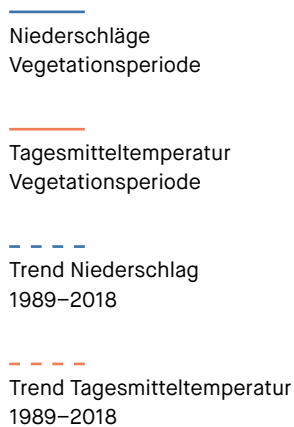 Niederschläge
Vegetationsperiode
Tagesmitteltemperatur
Vegetationsperiode
Trend Niederschlag
1989–2018
Trend Tagesmitteltemperatur
1989–2018